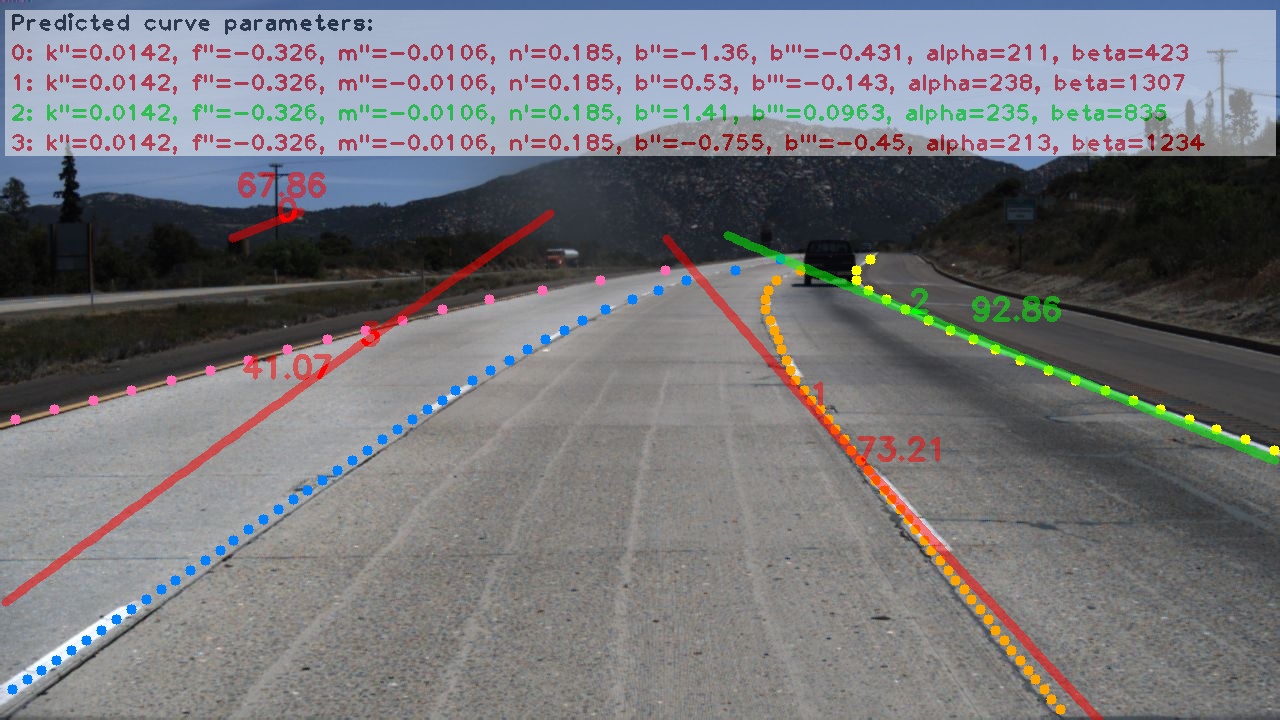 Predicted curve parameters:
0: k''=0.0142, f''=-0.326, m''=-0.0106, n'=0.185, b''=-1.36, b'''=-0.431, alpha=211, beta=423
1: k''=0.0142, f''=-0.326, m''=-0.0106, n'=0.185, b''=0.53, b'''=-0.143, alpha=238, beta=1307
2: k''=0.0142, f''=-0.326, m''=-0.0106, n'=0.185, b''=1.41, b'''=0.0963, alpha=235, beta=835
3: k''=0.0142, f''=-0.326, m''=-0.0106, n'=0.185, b''=-0.755, b'''=-0.45, alpha=213, beta=1234
67.86
0
2 92.86
3
41.07
1
73.21